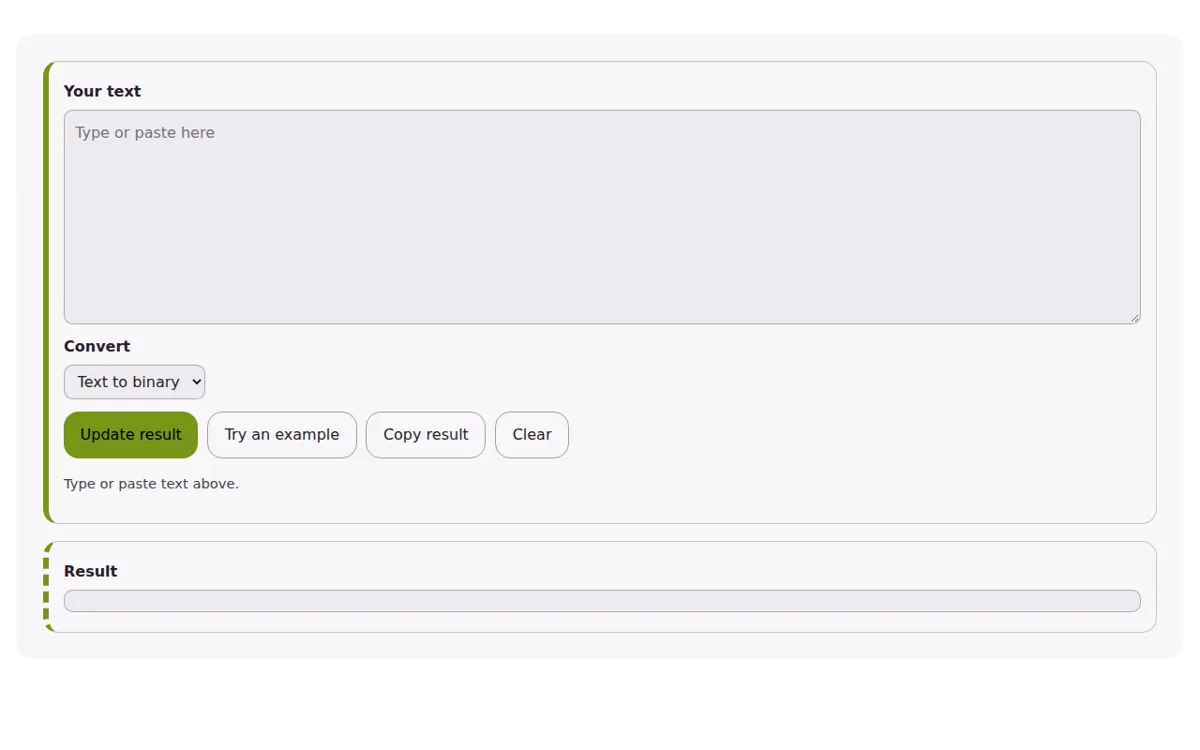 Your text
Type or paste here
Convert
Text to binary
Update result Try an example Copy result Clear
Type or paste text above.
Result